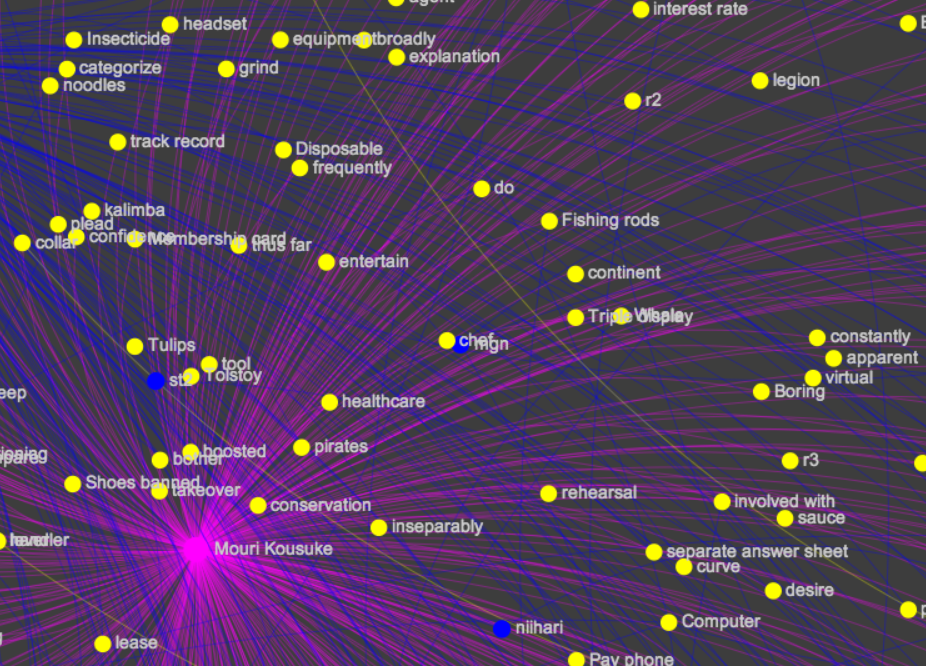 agent
interest rate
headset
Insecticide
equipment
broadly
explanation
categorize
grind
noodles
legion
r2
track record
Disposable
frequently
do
kalimba
plead
Fishing rods
confidence
Membership card
collar
thus far
entertain
continent
Triple display
Whale
constantly
chef
mgn
Tulips
apparent
tool
Tolstoy
virtual
Boring
eep
healthcare
boosted
pirates
bother
r3
Shoes banned
takeover
rehearsal
involved with
conservation
sauce
inseparably
Mouri Kousuke
separate answer sheet
curve
desire
Computer
niihari
lease
Pay phone